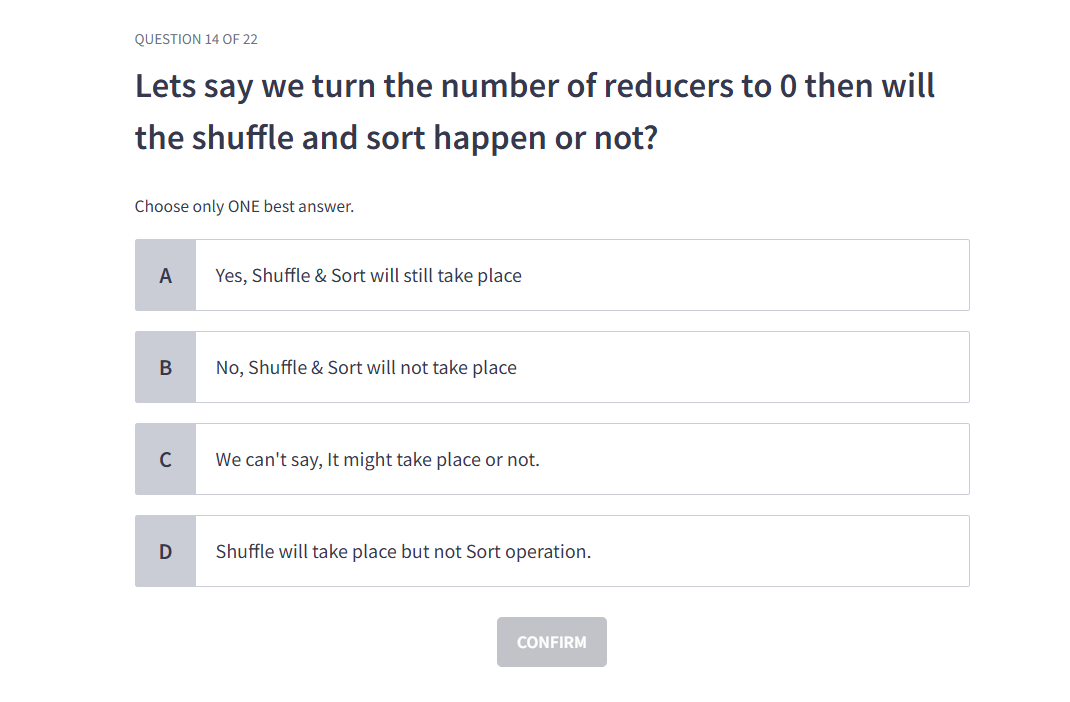 QUESTION 14 OF 22
Lets say we turn the number of reducers to 0 then will
the shuffle and sort happen or not?
Choose only ONE best answer.
A Yes, Shuffle & Sort will still take place
B No, Shuffle & Sort will not take place
C We can't say, It might take place or not.
D Shuffle will take place but not Sort operation.
CONFIRM